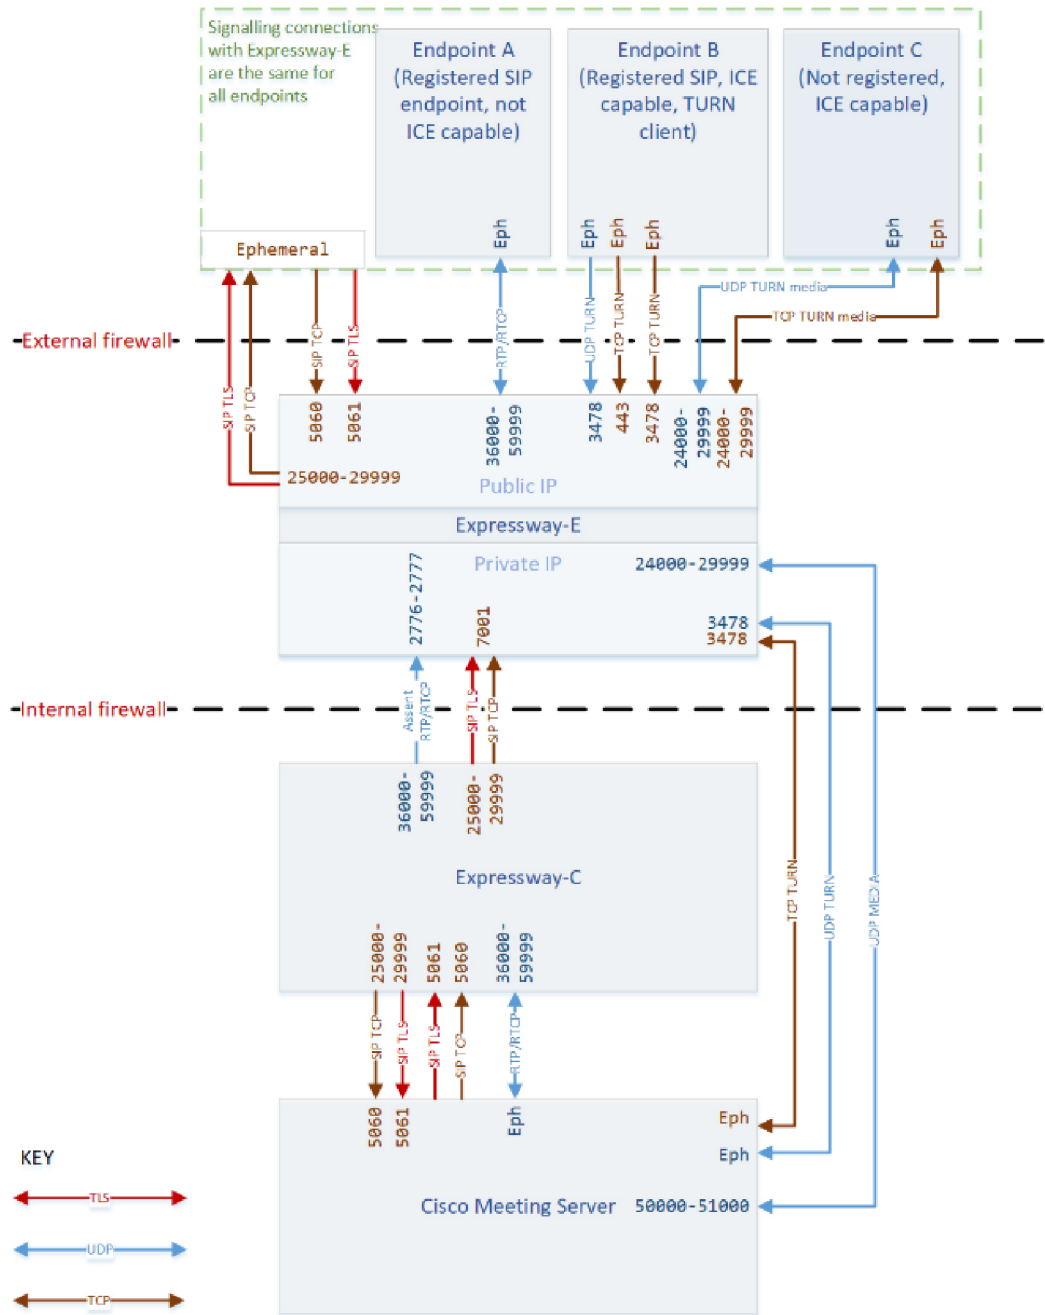 Signalling connections
with Expressway-E
are the same for
all endpoints
Endpoint A
(Registered SIP
endpoint, not
ICE capable)
Endpoint B
(Registered SIP, ICE
capable, TURN
client)
Endpoint C
(Not registered,
ICE capable)
Eph
Eph
Eph
Eph
Eph
Eph
Ephemeral
UDP TURN media
TCP TURN media
External firewall
SIP TLS
SIP TCP
SIP TCP
SIP TLS
RTP/RTCP
UDP TURN
TCP TURN
TCP TURN
5060
5061
36000-
59999
3478
443
3478
24000-
29999
24000-
29999
25000-29999
Public IP
Expressway-E
Private IP
2776-2777
7001
24000-29999
3478
3478
Internal firewall
Assent
RTP/RTCP
SIP TLS
SIP TCP
36000-
59999
25000-
29999
Expressway-C
TCP TURN
UDP TURN
UDP MEDIA
25000-
29999
5061
5060
36000-
59999
SIP TCP
SIP TLS
SIP TLS
SIP TCP
RTP/RTCP
5060
5061
Eph
Eph
Eph
Cisco Meeting Server
50000-51000
KEY
TLS
UDP
TCP